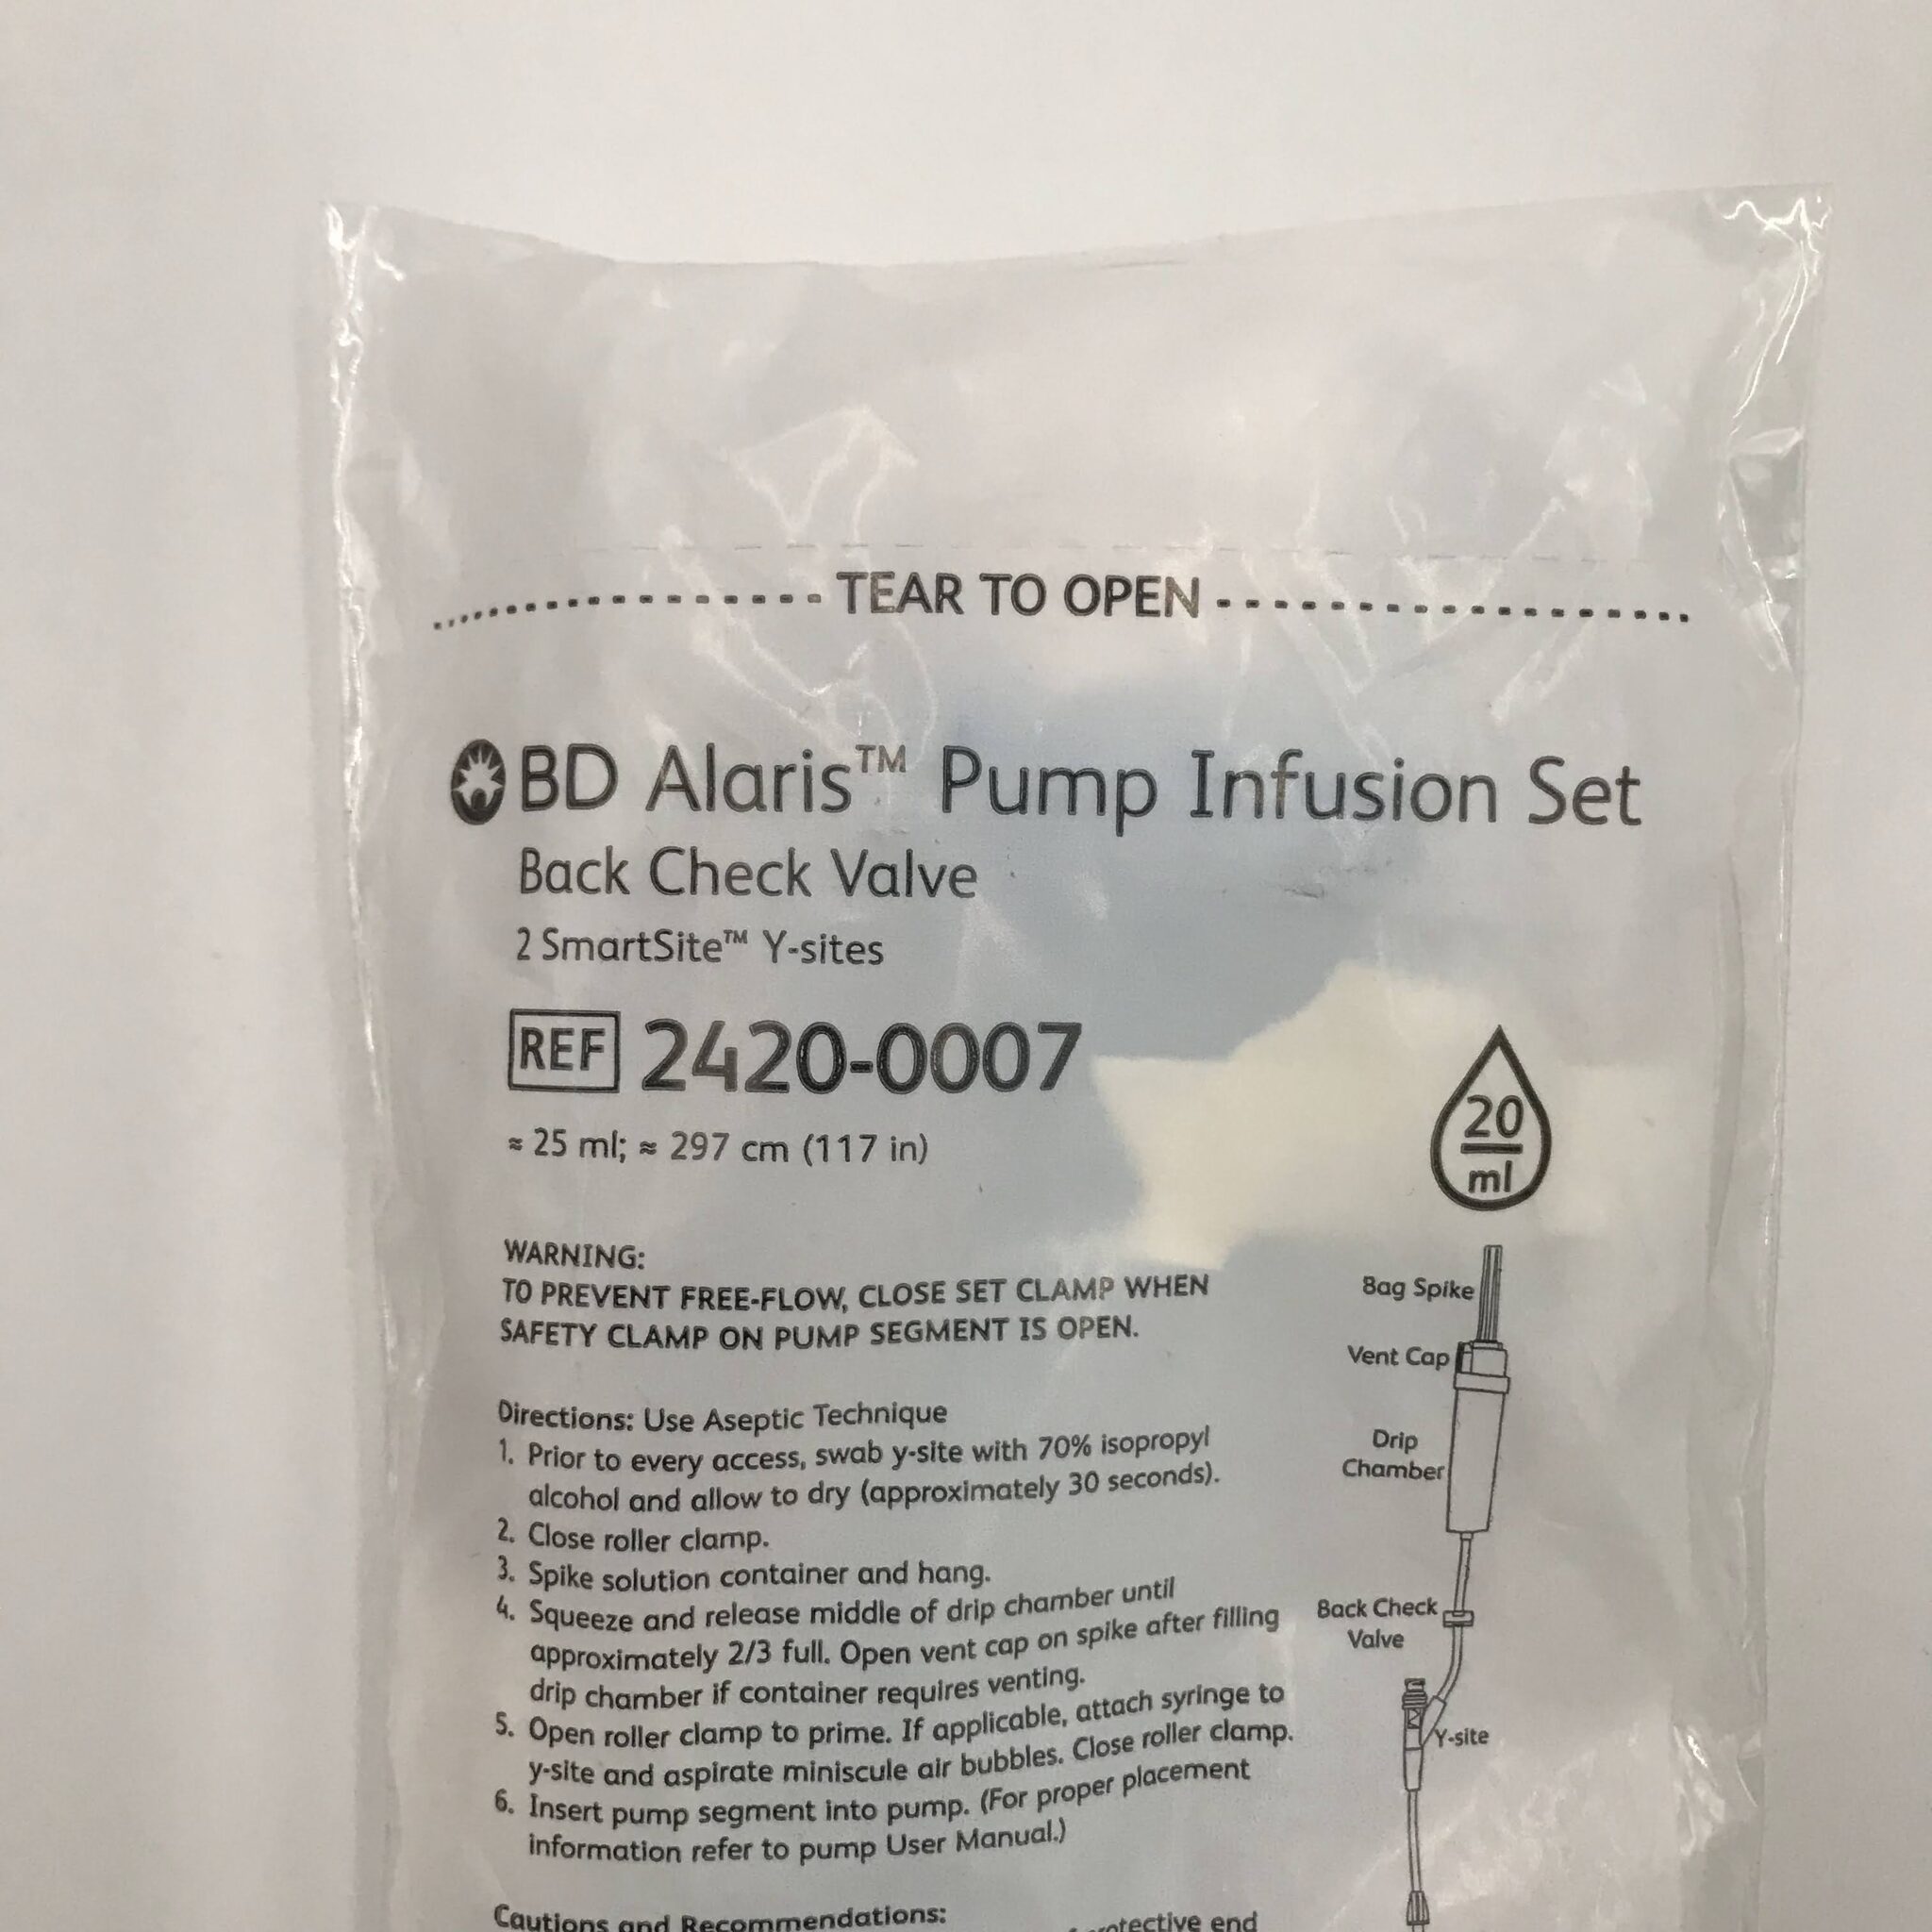 TEAR TO OPEN
BD Alaris™ Pump Infusion Set
Back Check Valve
2 SmartSite™ Y-sites
REF 2420-0007
≈ 25 ml; ≈ 297 cm (117 in)
20
ml
WARNING:
TO PREVENT FREE-FLOW, CLOSE SET CLAMP WHEN
SAFETY CLAMP ON PUMP SEGMENT IS OPEN.
Directions: Use Aseptic Technique
1. Prior to every access, swab y-site with 70% isopropyl
alcohol and allow to dry (approximately 30 seconds).
2. Close roller clamp.
3. Spike solution container and hang.
4. Squeeze and release middle of drip chamber until
approximately 2/3 full. Open vent cap on spike after filling
drip chamber if container requires venting.
5. Open roller clamp to prime. If applicable, attach syringe to
y-site and aspirate miniscule air bubbles. Close roller clamp.
6. Insert pump segment into pump. (For proper placement
information refer to pump User Manual.)
Cautions and Recommendations:
protective end
Bag Spike
Vent Cap
Drip
Chamber
Back Check
Valve
Y-site